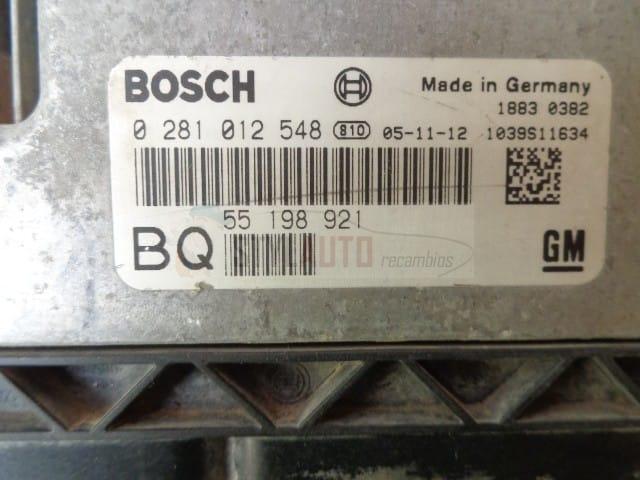 BOSCH
Made in Germany
1883 0382
0 281 012 548 810 05-11-12 1039S11634
55 198 921
BQ
AUTO
recambios
GM